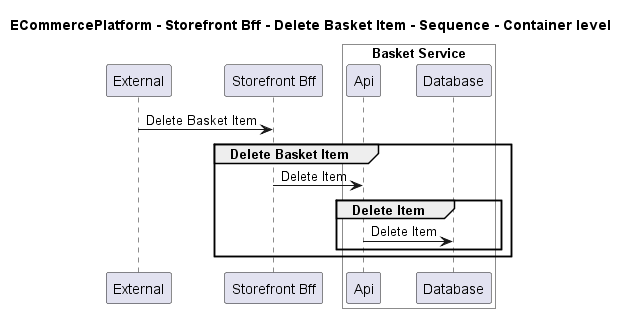 ECommercePlatform - Storefront Bff - Delete Basket Item - Sequence - Container level
Basket Service
External
Storefront Bff
Api
Database
Delete Basket Item
Delete Basket Item
Delete Item
Delete Item
Delete Item
External
Storefront Bff
Api
Database